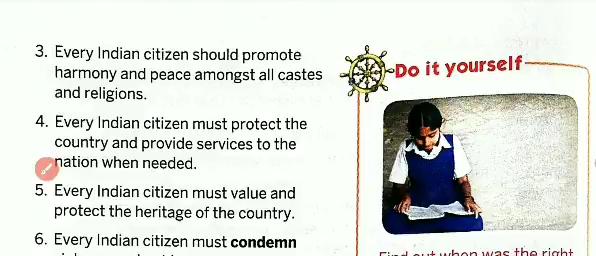 3. Every Indian citizen should promote
harmony and peace amongst all castes
and religions.
4. Every Indian citizen must protect the
country and provide services to the
nation when needed.
5. Every Indian citizen must value and
protect the heritage of the country.
6. Every Indian citizen must condemn
Do it yourself
Find out when was the right